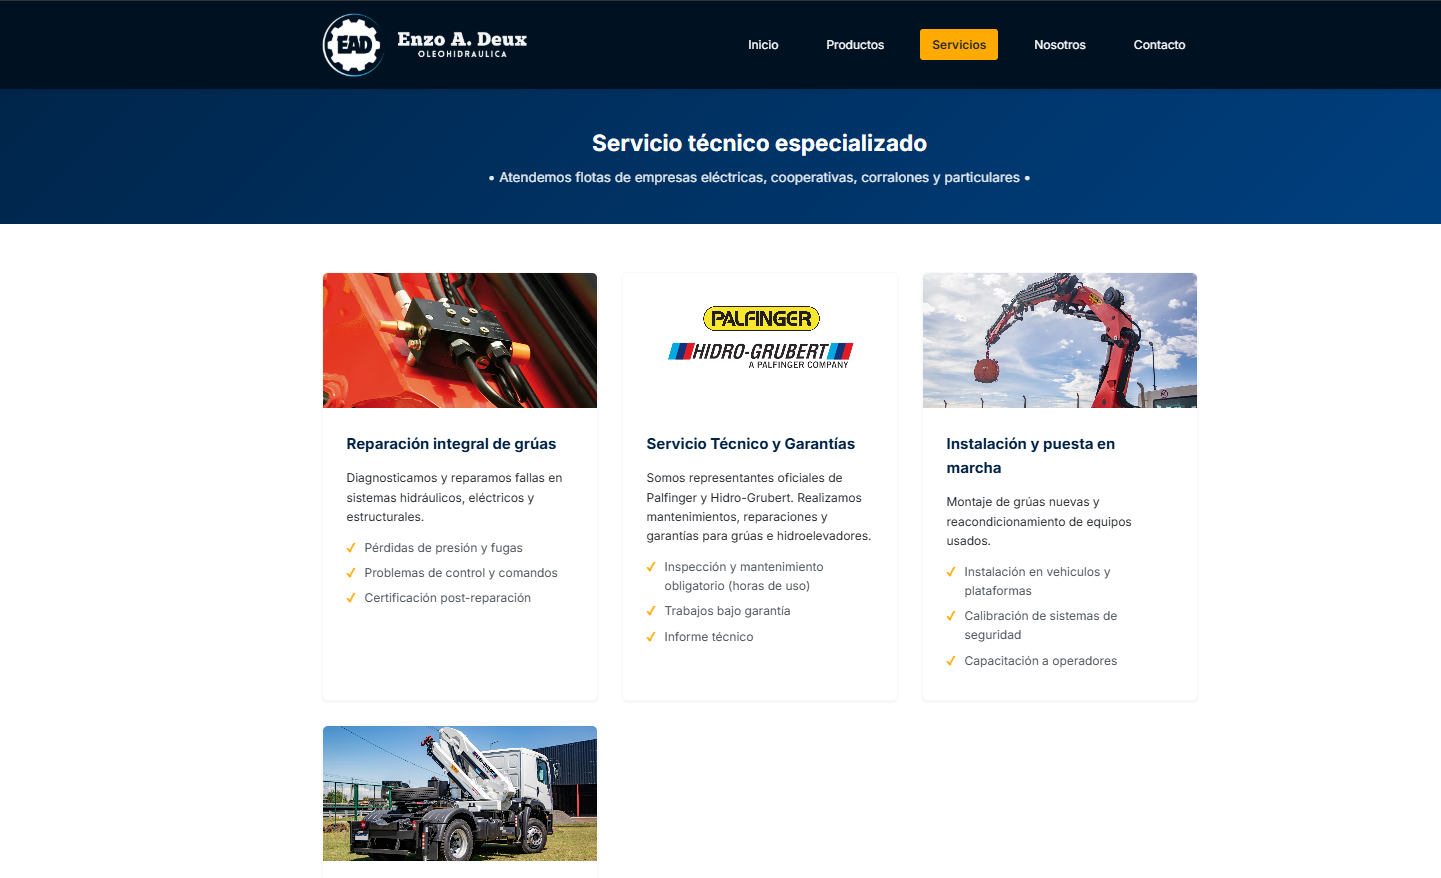 EAD
Enzo A. Deux
OLEOHIDRAULICA
Inicio
Productos
Servicios
Nosotros
Contacto
Servicio técnico especializado
• Atendemos flotas de empresas eléctricas, cooperativas, corralones y particulares •
PALFINGER
HIDRO-GRUBERT
A PALFINGER COMPANY
Reparación integral de grúas
Diagnosticamos y reparamos fallas en
sistemas hidráulicos, eléctricos y
estructurales.
✓ Pérdidas de presión y fugas
✓ Problemas de control y comandos
✓ Certificación post-reparación
Servicio Técnico y Garantías
Somos representantes oficiales de
Palfinger y Hidro-Grubert. Realizamos
mantenimientos, reparaciones y
garantías para grúas e hidroelevadores.
✓ Inspección y mantenimiento
obligatorio (horas de uso)
✓ Trabajos bajo garantía
✓ Informe técnico
Instalación y puesta en
marcha
Montaje de grúas nuevas y
reacondicionamiento de equipos
usados.
✓ Instalación en vehiculos y
plataformas
✓ Calibración de sistemas de
seguridad
✓ Capacitación a operadores